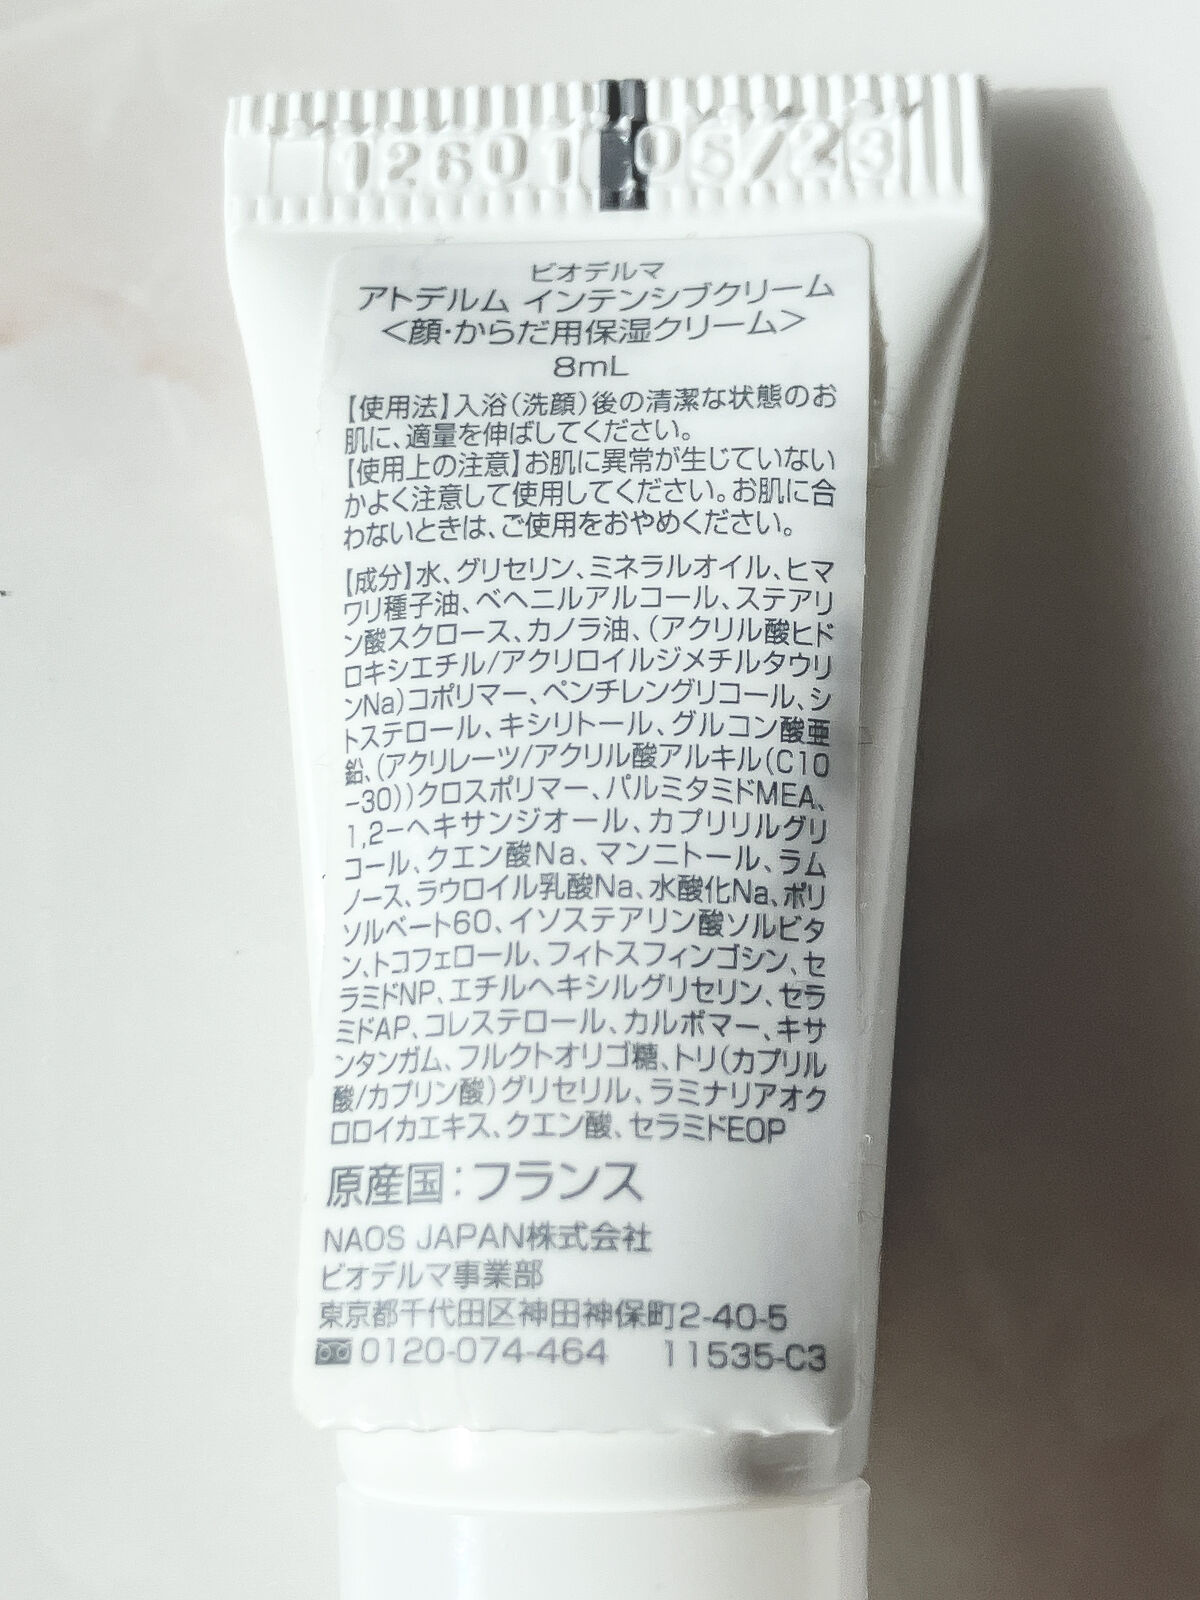 12601 08/23
ビオデルマ
アトデルム インテンシブクリーム
<顔・からだ用保湿クリーム>
8mL
【使用法】入浴(洗顔)後の清潔な状態のお
肌に、適量を伸ばしてください。
【使用上の注意】お肌に異常が生じていない
かよく注意して使用してください。お肌に合
わないときは、ご使用をおやめください。
【成分】水、グリセリン、ミネラルオイル、ヒマ
ワリ種子油、ベヘニルアルコール、ステアリ
ン酸スクロース、カノラ油、(アクリル酸ヒド
ロキシエチル/アクリロイルジメチルタウリ
ンNa)コポリマー、ペンチレングリコール、シ
トステロール、キシリトール、グルコン酸亜
鉛、(アクリレーツ/アクリル酸アルキル(C10
-30))クロスポリマー、パルミタミドMEA、
1,2-ヘキサンジオール、カプリリルグリ
コール、クエン酸Na、マンニトール、ラム
ノース、ラウロイル乳酸Na、水酸化Na、ポリ
ソルベート60、イソステアリン酸ソルビタ
ン、トコフェロール、フィトスフィンゴシン、セ
ラミドNP、エチルヘキシルグリセリン、セラ
ミドAP、コレステロール、カルボマー、キサ
ンタンガム、フルクトオリゴ糖、トリ(カプリル
酸/カプリン酸)グリセリル、ラミナリアオク
ロロイカエキス、クエン酸、セラミドEOP
原産国:フランス
NAOS JAPAN株式会社
ビオデルマ事業部
東京都千代田区神田神保町2-40-5
0120-074-464 11535-C3